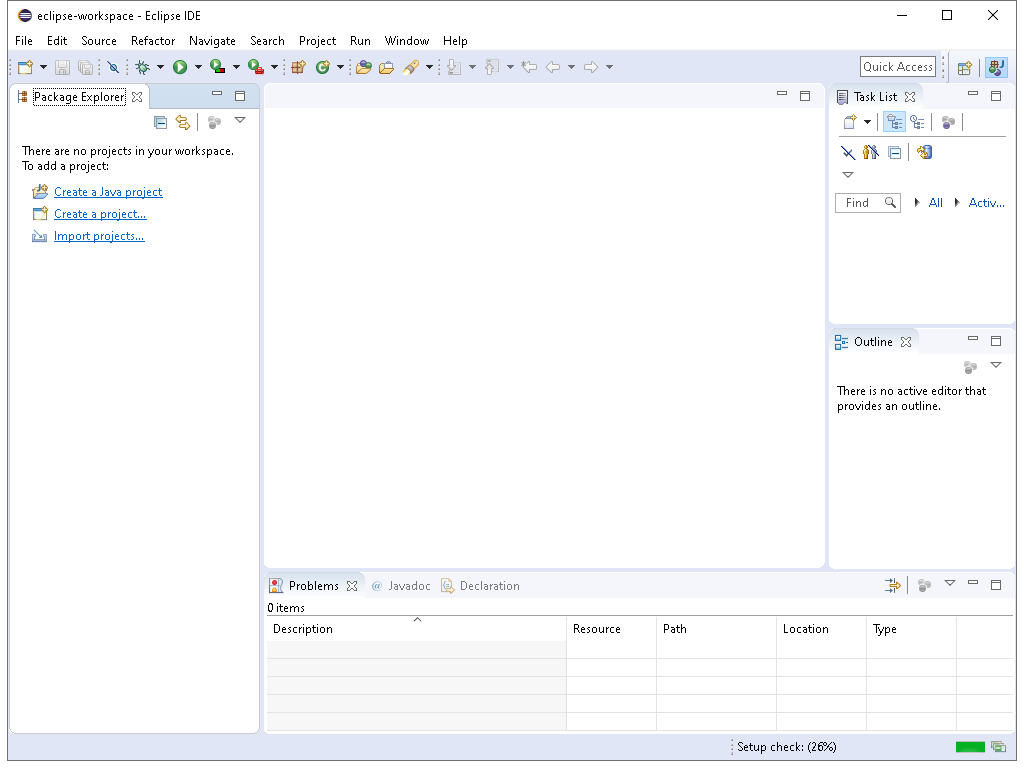 eclipse-workspace - Eclipse IDE
File Edit Source Refactor Navigate Search Project Run Window Help
Quick Access
Package Explorer
There are no projects in your workspace.
To add a project:
Create a Java project
Create a project...
Import projects...
Task List
Find All Activ...
Outline
There is no active editor that
provides an outline.
Problems @ Javadoc Declaration
0 items
Description Resource Path Location Type
Setup check: (26%)